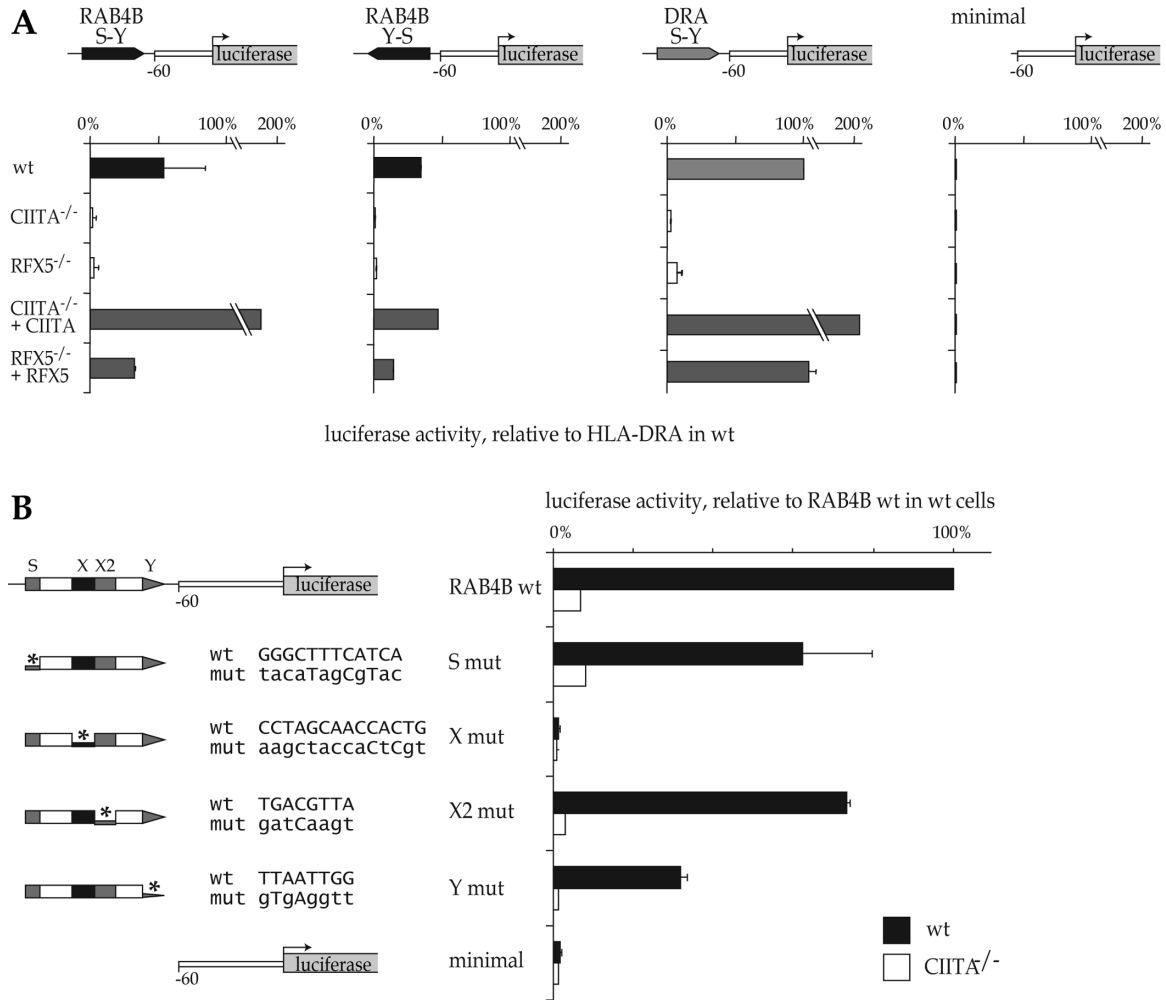 A
RAB4B
S-Y
-60
luciferase
RAB4B
Y-S
-60
luciferase
DRA
S-Y
-60
luciferase
minimal
-60
luciferase
0% 100% 200%
0% 100% 200%
0% 100% 200%
0% 100% 200%
wt
CIITA-/-
RFX5-/-
CIITA-/-
+ CIITA
RFX5-/-
+ RFX5
luciferase activity, relative to HLA-DRA in wt
B
luciferase activity, relative to RAB4B wt in wt cells
0% 100%
S X X2 Y
-60
luciferase
RAB4B wt
*
wt GGGCTTTCATCA
mut tacaTagCgTac
S mut
*
wt CCTAGCAACCACTG
mut aagctaccaCtCgt
X mut
*
wt TGACGTTA
mut gatCaagt
X2 mut
*
wt TTAATTGG
mut gTgAggtt
Y mut
-60
luciferase
minimal
wt
CIITA-/-